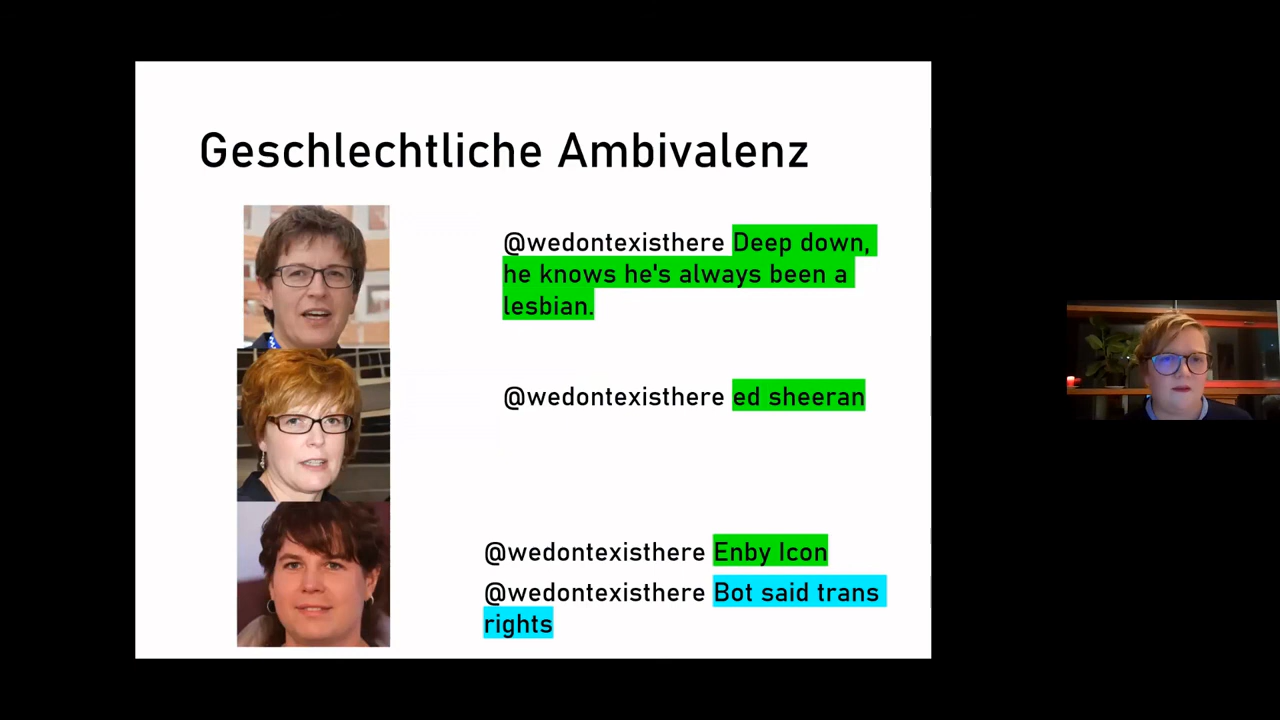 Geschlechtliche Ambivalenz
@wedontexisthere Deep down,
he knows he's always been a
lesbian.
@wedontexisthere ed sheeran
@wedontexisthere Enby Icon
@wedontexisthere Bot said trans
rights